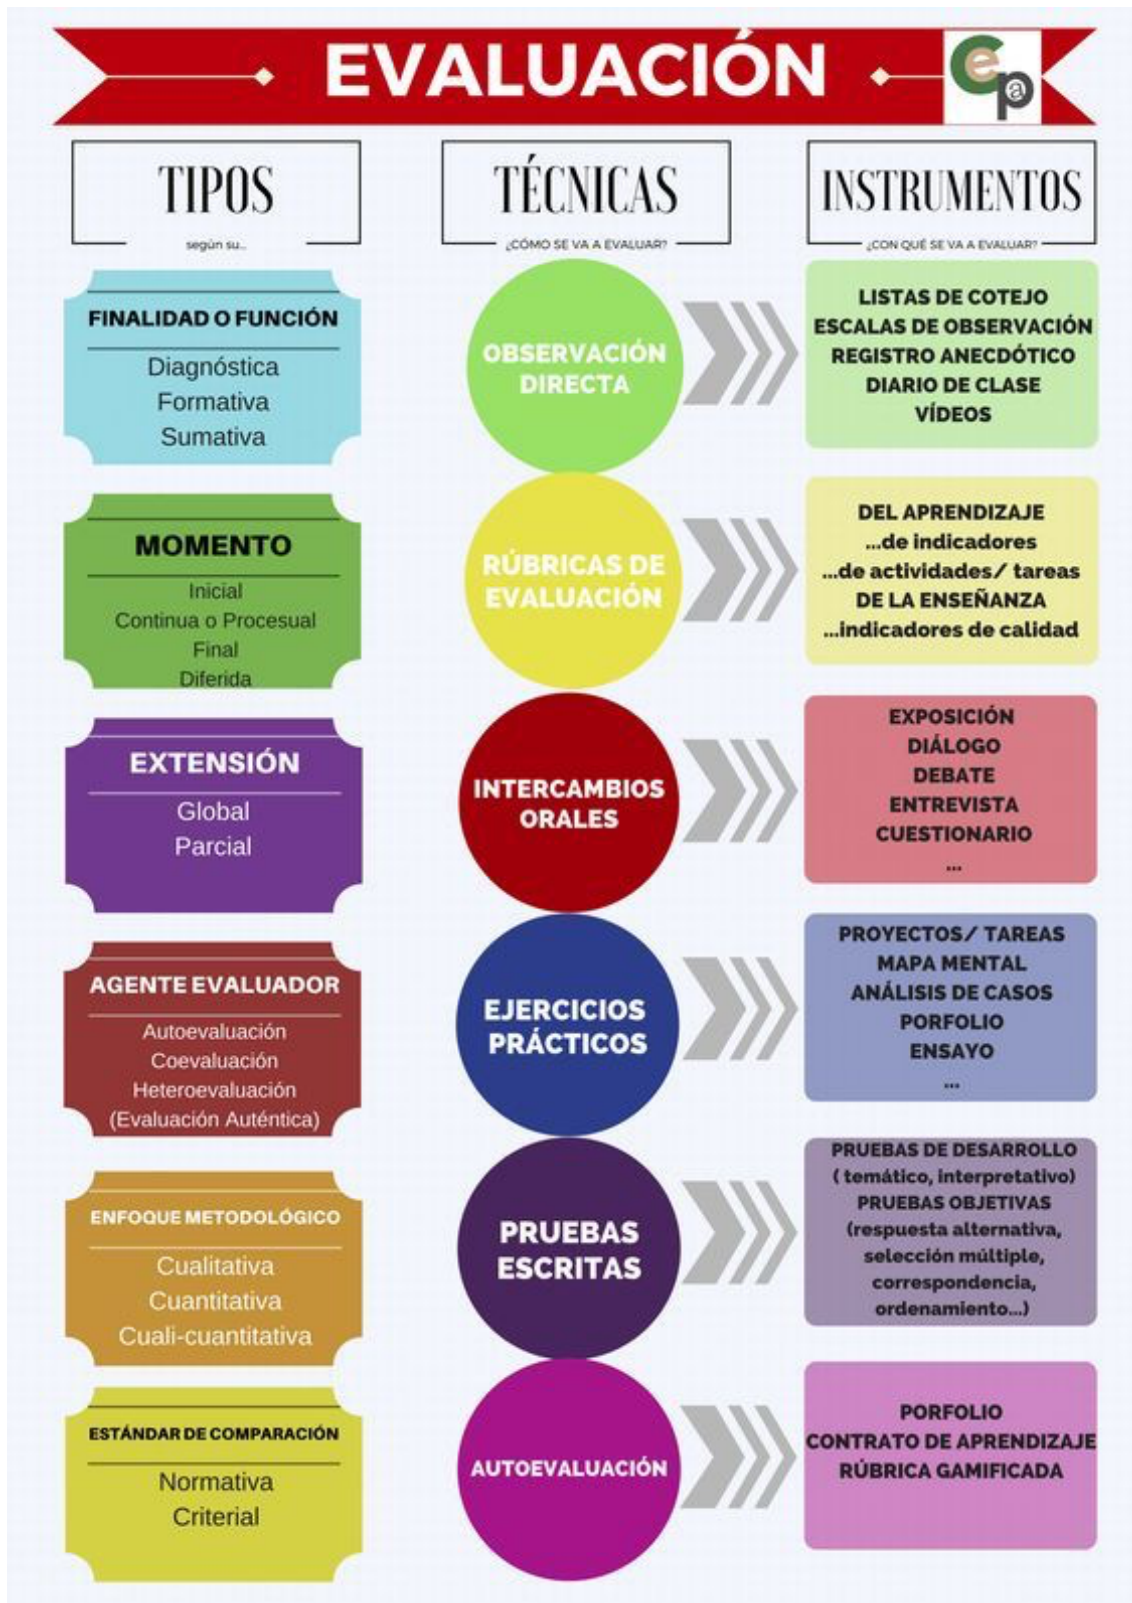 EVALUACIÓN
Cep@
TIPOS
según su...
FINALIDAD O FUNCIÓN
Diagnóstica
Formativa
Sumativa
MOMENTO
Inicial
Continua o Procesual
Final
Diferida
EXTENSIÓN
Global
Parcial
AGENTE EVALUADOR
Autoevaluación
Coevaluación
Heteroevaluación
(Evaluación Auténtica)
ENFOQUE METODOLÓGICO
Cualitativa
Cuantitativa
Cuali-cuantitativa
ESTÁNDAR DE COMPARACIÓN
Normativa
Criterial
TÉCNICAS
¿CÓMO SE VA A EVALUAR?
INSTRUMENTOS
¿CON QUÉ SE VA A EVALUAR?
OBSERVACIÓN
DIRECTA
LISTAS DE COTEJO
ESCALAS DE OBSERVACIÓN
REGISTRO ANECDÓTICO
DIARIO DE CLASE
VÍDEOS
RÚBRICAS DE
EVALUACIÓN
DEL APRENDIZAJE
...de indicadores
...de actividades/ tareas
DE LA ENSEÑANZA
...indicadores de calidad
INTERCAMBIOS
ORALES
EXPOSICIÓN
DIÁLOGO
DEBATE
ENTREVISTA
CUESTIONARIO
...
EJERCICIOS
PRÁCTICOS
PROYECTOS/ TAREAS
MAPA MENTAL
ANÁLISIS DE CASOS
PORFOLIO
ENSAYO
...
PRUEBAS
ESCRITAS
PRUEBAS DE DESARROLLO
( temático, interpretativo)
PRUEBAS OBJETIVAS
(respuesta alternativa,
selección múltiple,
correspondencia,
ordenamiento...)
AUTOEVALUACIÓN
PORFOLIO
CONTRATO DE APRENDIZAJE
RÚBRICA GAMIFICADA